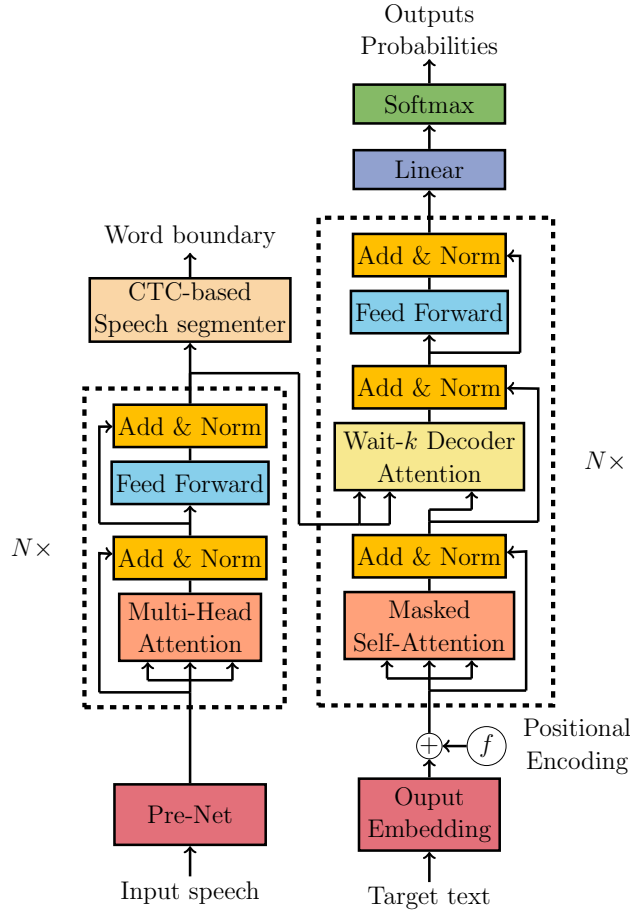 Outputs
Probabilities
Softmax
Linear
Add & Norm
Feed Forward
Add & Norm
Wait-k Decoder
Attention
Add & Norm
Masked
Self-Attention
N×
+
f
Positional
Encoding
Ouput
Embedding
Target text
Word boundary
CTC-based
Speech segmenter
Add & Norm
Feed Forward
Add & Norm
Multi-Head
Attention
N×
Pre-Net
Input speech